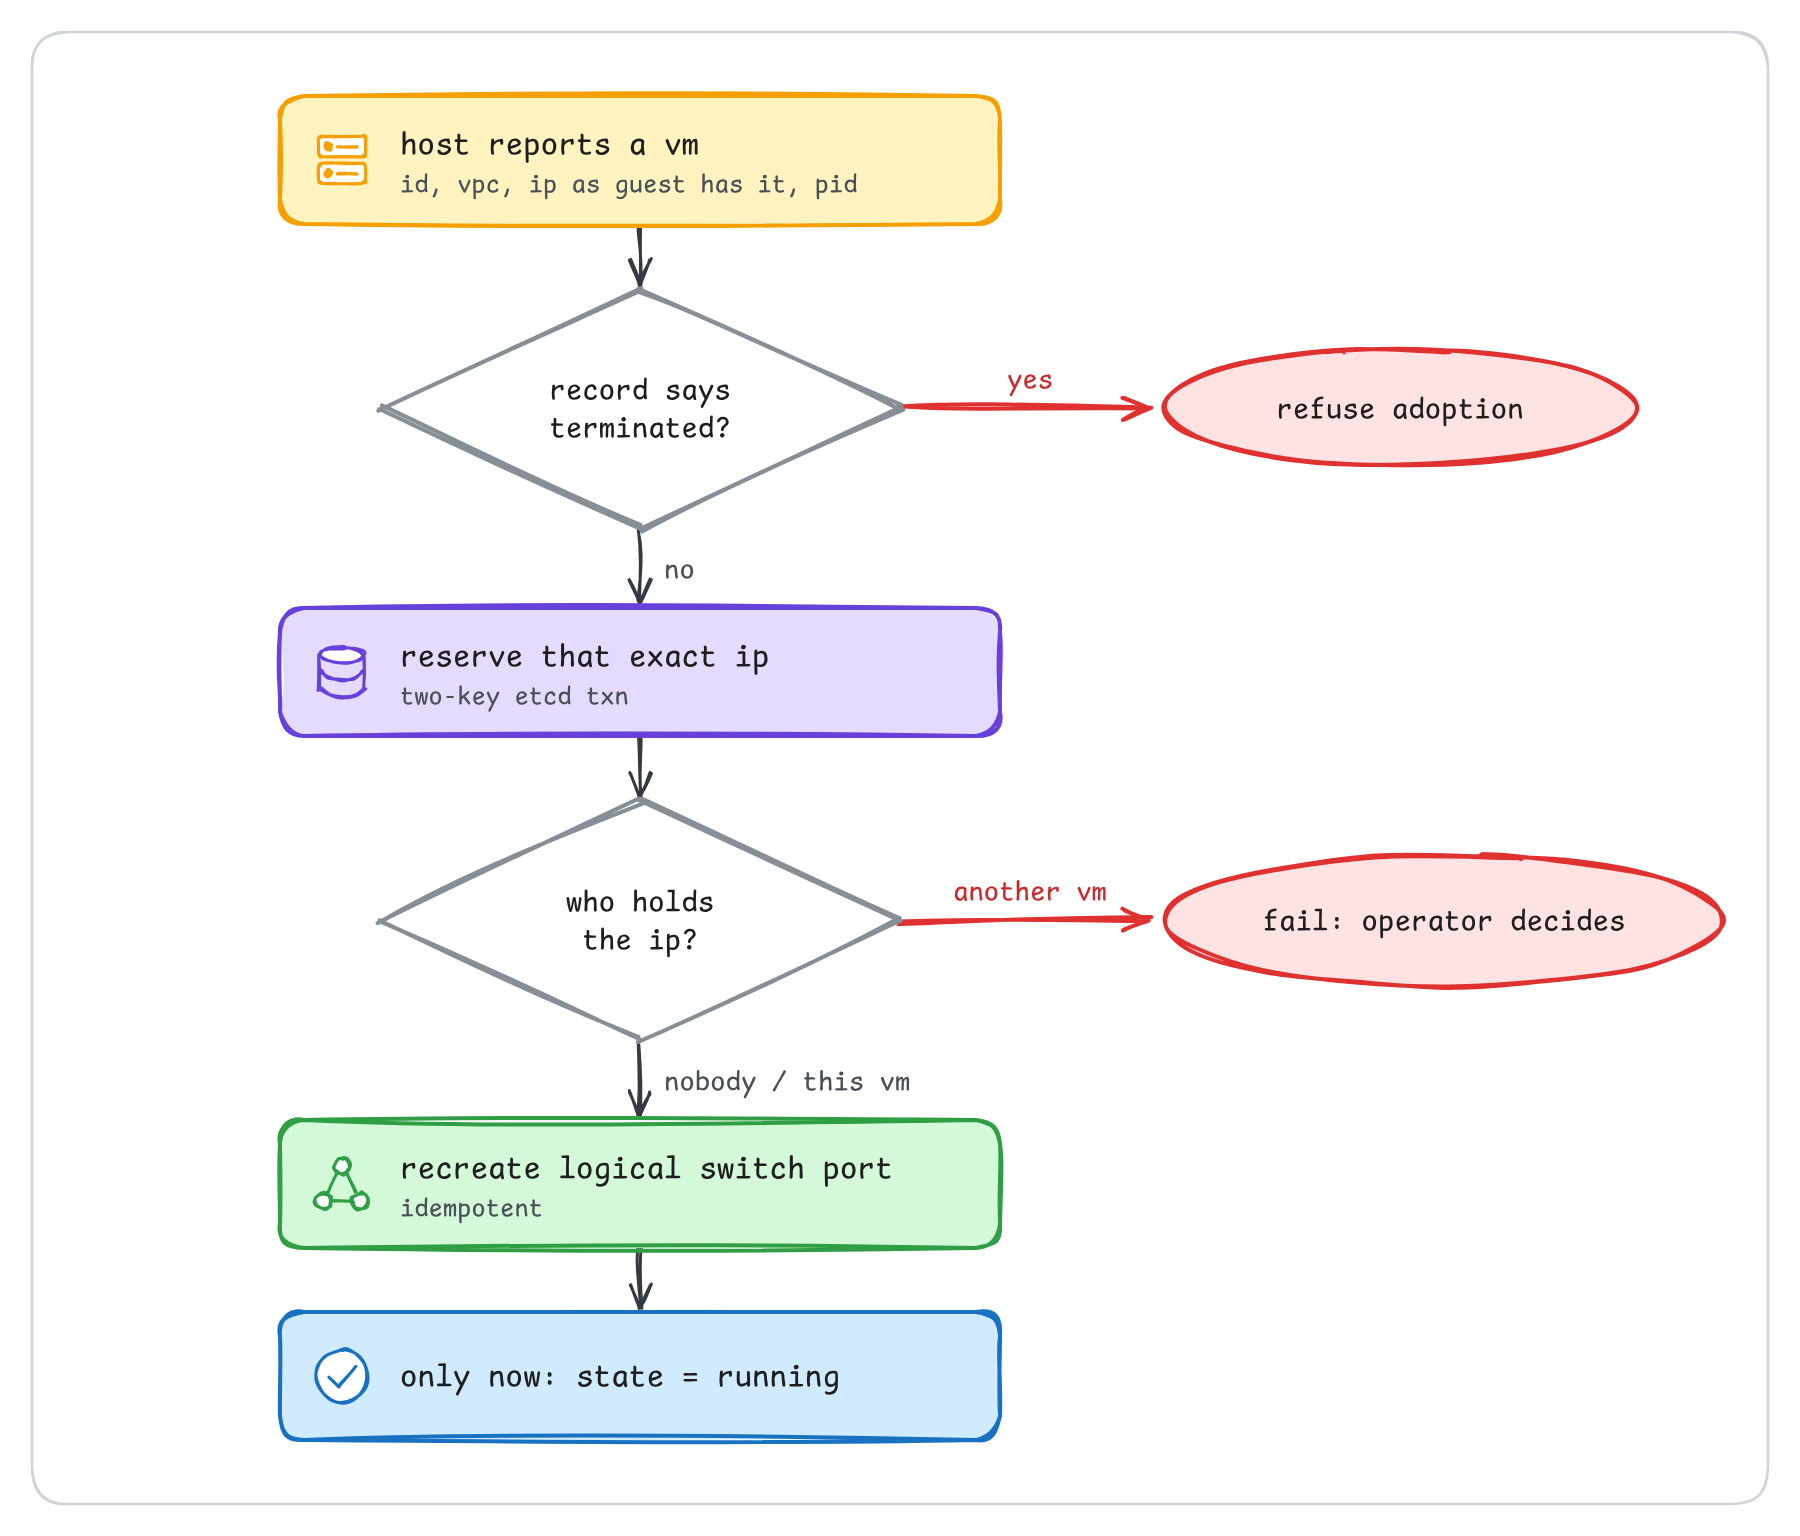 host reports a vm
id, vpc, ip as guest has it, pid
record says
terminated?
yes
refuse adoption
no
reserve that exact ip
two-key etcd txn
who holds
the ip?
another vm
fail: operator decides
nobody / this vm
recreate logical switch port
idempotent
only now: state = running